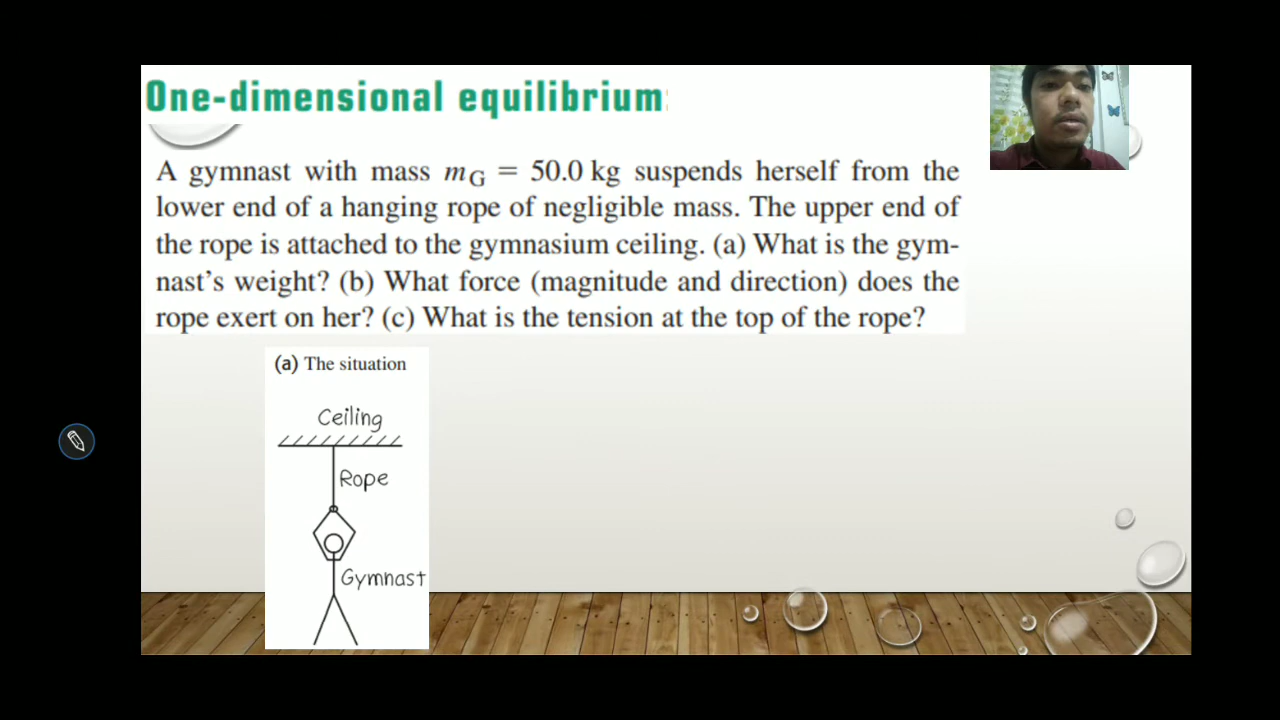 One-dimensional equilibrium:
A gymnast with mass mG = 50.0 kg suspends herself from the
lower end of a hanging rope of negligible mass. The upper end of
the rope is attached to the gymnasium ceiling. (a) What is the gym-
nast's weight? (b) What force (magnitude and direction) does the
rope exert on her? (c) What is the tension at the top of the rope?
(a) The situation
Ceiling
Rope
Gymnast